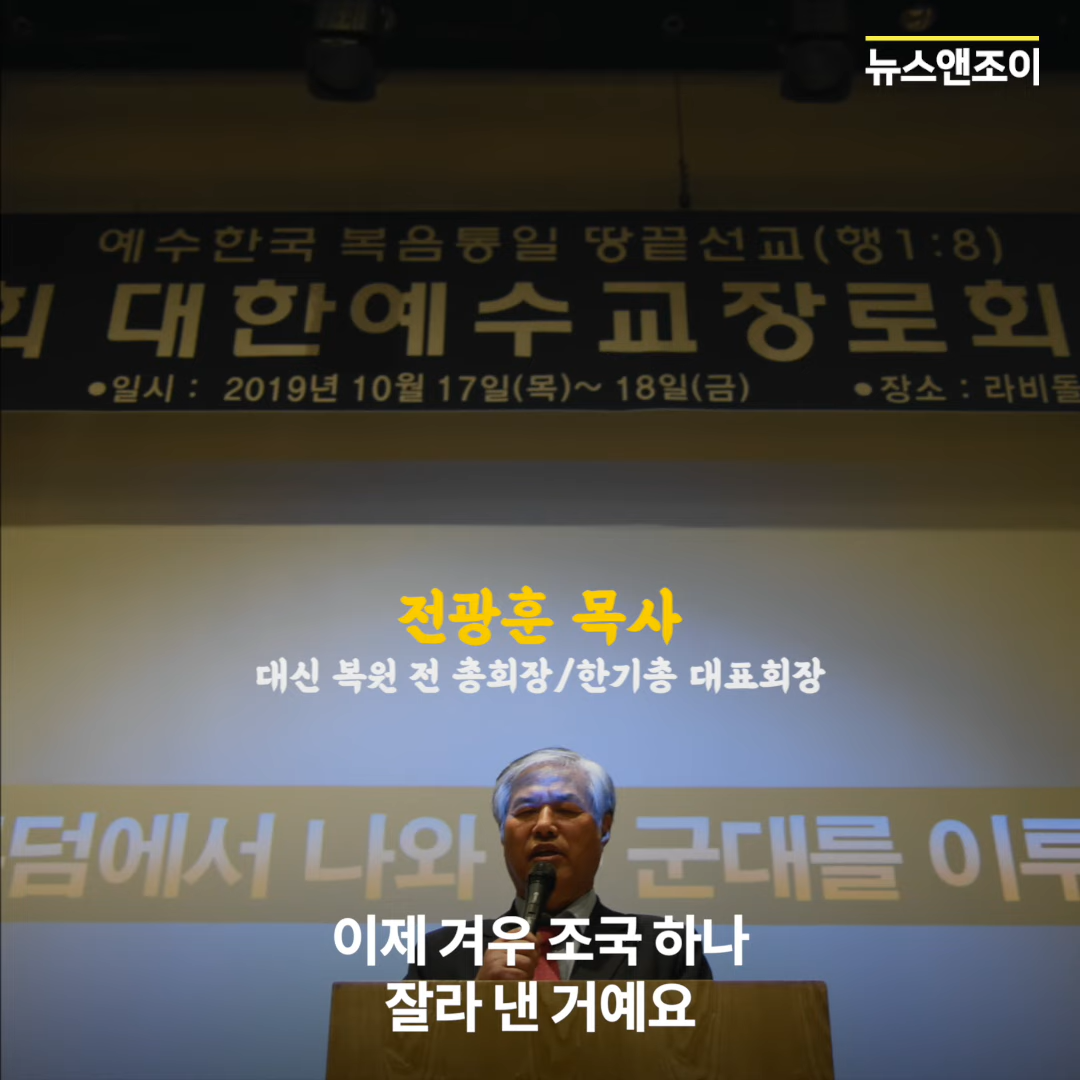 뉴스앤조이
예수한국 복음통일 땅끝선교(행1:8)
회 대한예수교장로회
●일시 : 2019년 10월 17일(목)~ 18일(금) ●장소 : 라비돌
전광훈 목사
대신 복원 전 총회장/한기총 대표회장
덤에서 나와 군대를 이루
이제 겨우 조국 하나
잘라 낸 거예요